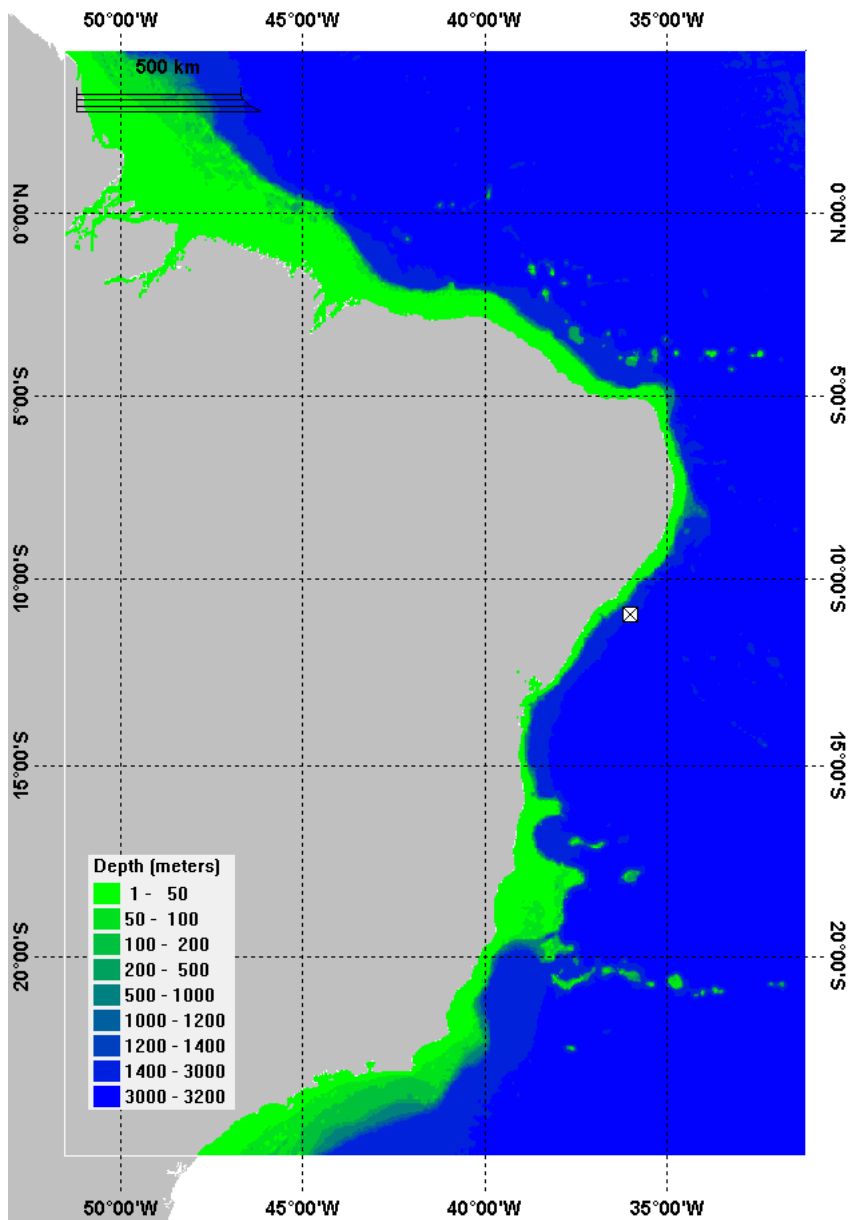 50°00'W 45°00'W 40°00'W 35°00'W
500 km
0°00'N 0°00'N
5°00'S 5°00'S
10°00'S 10°00'S
15°00'S 15°00'S
20°00'S 20°00'S
Depth (meters)
1 - 50
50 - 100
100 - 200
200 - 500
500 - 1000
1000 - 1200
1200 - 1400
1400 - 3000
3000 - 3200
50°00'W 45°00'W 40°00'W 35°00'W